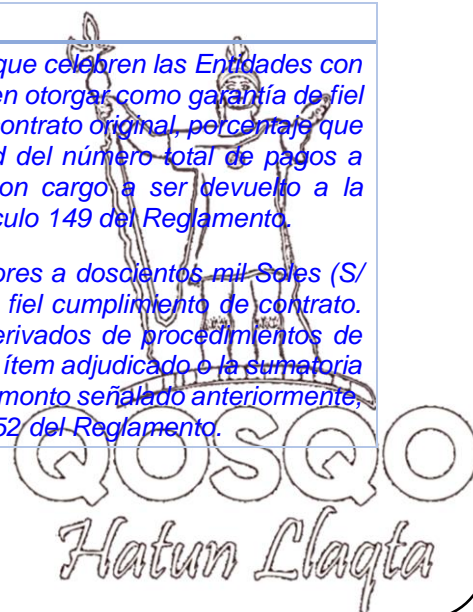 que celebren las Entidades con
en otorgar como garantía de fiel
contrato original, porcentaje que
d del número total de pagos a
on cargo a ser devuelto a la
culo 149 del Reglamento.
ores a doscientos mil Soles (S/
fiel cumplimiento de contrato.
erivados de procedimientos de
ítem adjudicado o la sumatoria
monto señalado anteriormente,
52 del Reglamento.
QOSQO
Hatun Llaqta